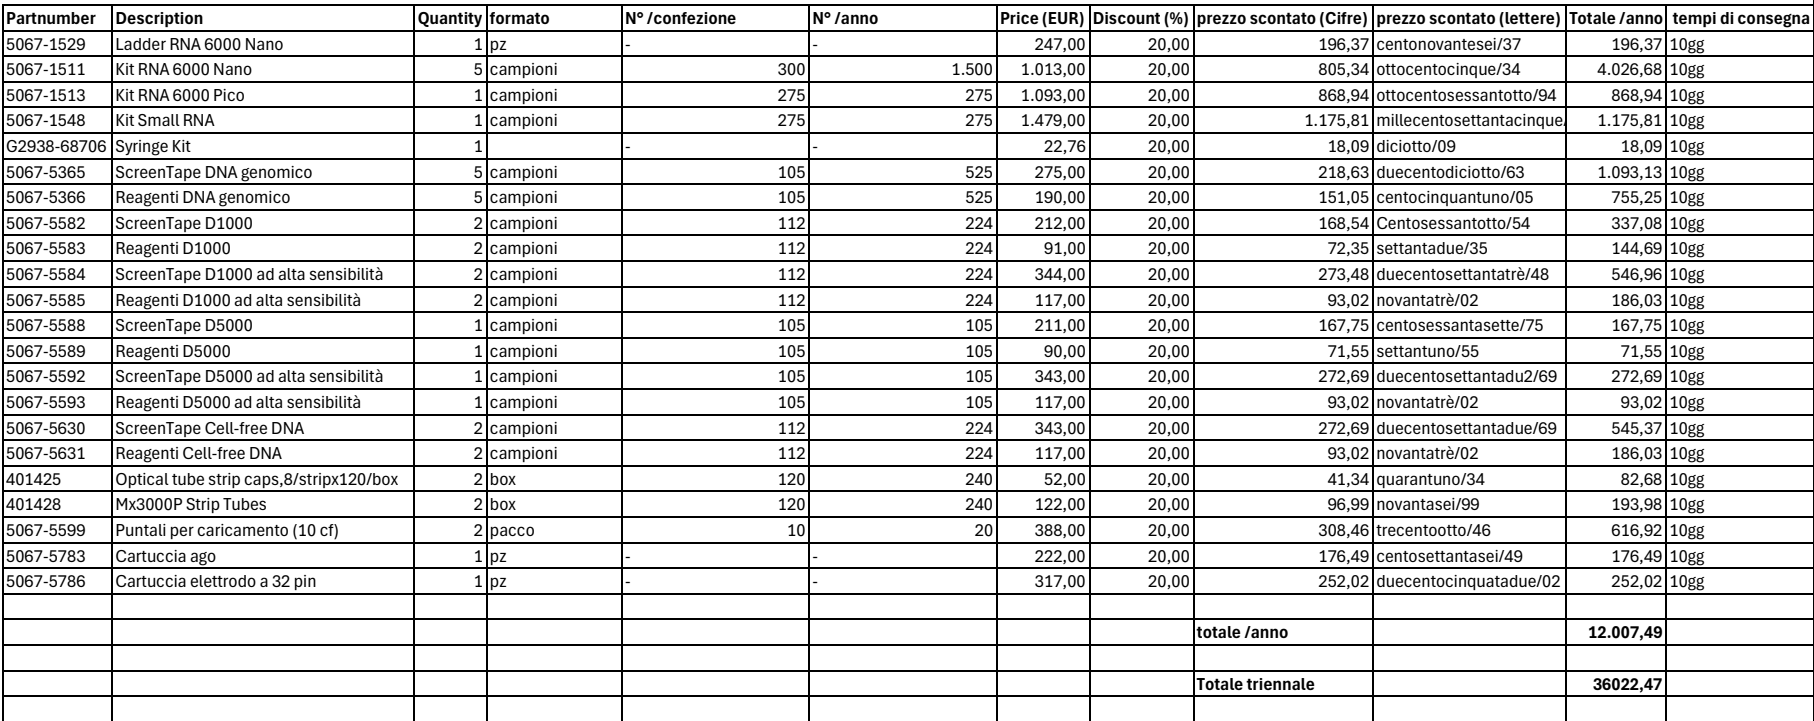 Partnumber Description Quantity formato N° /confezione N° /anno Price (EUR) Discount (%) prezzo scontato (Cifre) prezzo scontato (lettere) Totale /anno tempi di consegna
5067-1529 Ladder RNA 6000 Nano 1 pz - - 247,00 20,00 196,37 centonovantesei/37 196,37 10gg
5067-1511 Kit RNA 6000 Nano 5 campioni 300 1.500 1.013,00 20,00 805,34 ottocentocinque/34 4.026,68 10gg
5067-1513 Kit RNA 6000 Pico 1 campioni 275 275 1.093,00 20,00 868,94 ottocentosessantotto/94 868,94 10gg
5067-1548 Kit Small RNA 1 campioni 275 275 1.479,00 20,00 1.175,81 millecentosettantacinque/ 1.175,81 10gg
G2938-68706 Syringe Kit 1 - - 22,76 20,00 18,09 diciotto/09 18,09 10gg
5067-5365 ScreenTape DNA genomico 5 campioni 105 525 275,00 20,00 218,63 duecentodiciotto/63 1.093,13 10gg
5067-5366 Reagenti DNA genomico 5 campioni 105 525 190,00 20,00 151,05 centocinquantuno/05 755,25 10gg
5067-5582 ScreenTape D1000 2 campioni 112 224 212,00 20,00 168,54 Centosessantotto/54 337,08 10gg
5067-5583 Reagenti D1000 2 campioni 112 224 91,00 20,00 72,35 settantadue/35 144,69 10gg
5067-5584 ScreenTape D1000 ad alta sensibilità 2 campioni 112 224 344,00 20,00 273,48 duecentosettantatrè/48 546,96 10gg
5067-5585 Reagenti D1000 ad alta sensibilità 2 campioni 112 224 117,00 20,00 93,02 novantatrè/02 186,03 10gg
5067-5588 ScreenTape D5000 1 campioni 105 105 211,00 20,00 167,75 centosessantasette/75 167,75 10gg
5067-5589 Reagenti D5000 1 campioni 105 105 90,00 20,00 71,55 settantuno/55 71,55 10gg
5067-5592 ScreenTape D5000 ad alta sensibilità 1 campioni 105 105 343,00 20,00 272,69 duecentosettantadu2/69 272,69 10gg
5067-5593 Reagenti D5000 ad alta sensibilità 1 campioni 105 105 117,00 20,00 93,02 novantatrè/02 93,02 10gg
5067-5630 ScreenTape Cell-free DNA 2 campioni 112 224 343,00 20,00 272,69 duecentosettantadue/69 545,37 10gg
5067-5631 Reagenti Cell-free DNA 2 campioni 112 224 117,00 20,00 93,02 novantatrè/02 186,03 10gg
401425 Optical tube strip caps,8/stripx120/box 2 box 120 240 52,00 20,00 41,34 quarantuno/34 82,68 10gg
401428 Mx3000P Strip Tubes 2 box 120 240 122,00 20,00 96,99 novantasei/99 193,98 10gg
5067-5599 Puntali per caricamento (10 cf) 2 pacco 10 20 388,00 20,00 308,46 trecentootto/46 616,92 10gg
5067-5783 Cartuccia ago 1 pz - - 222,00 20,00 176,49 centosettantasei/49 176,49 10gg
5067-5786 Cartuccia elettrodo a 32 pin 1 pz - - 317,00 20,00 252,02 duecentocinquatadue/02 252,02 10gg
totale /anno 12.007,49
Totale triennale 36022,47